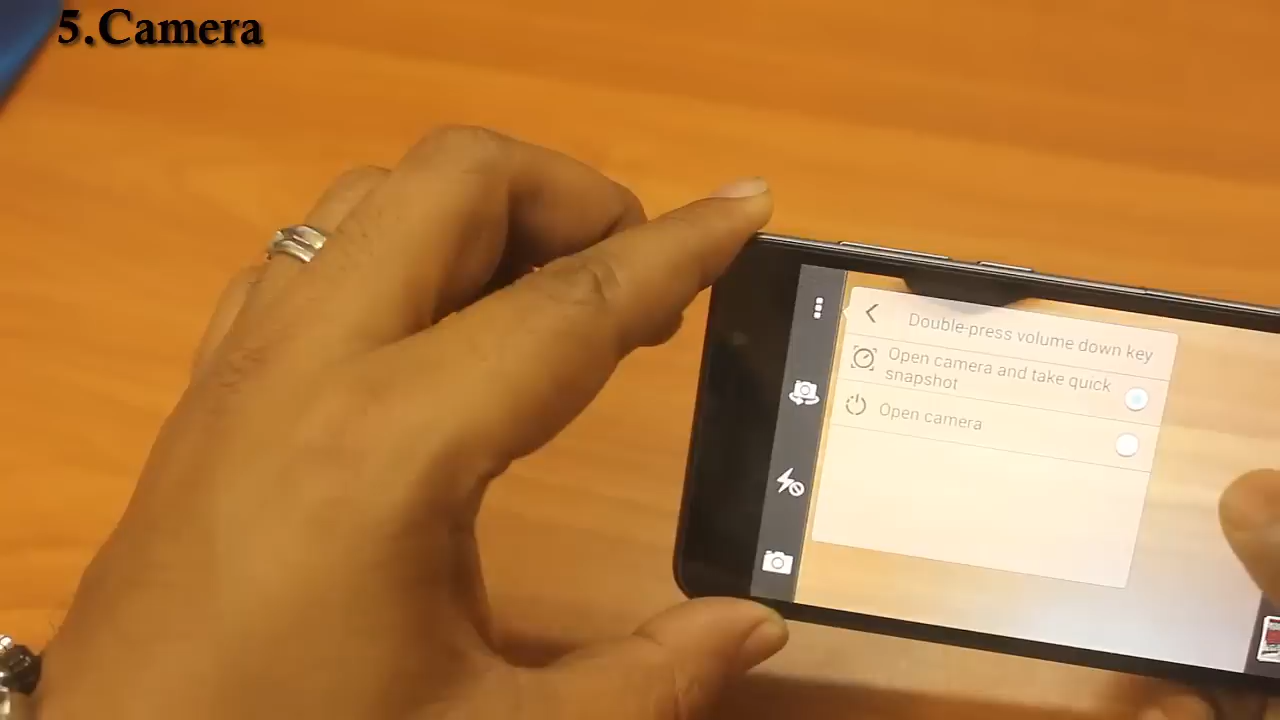 5.Camera
Double-press volume down key
Open camera and take quick
snapshot
Open camera